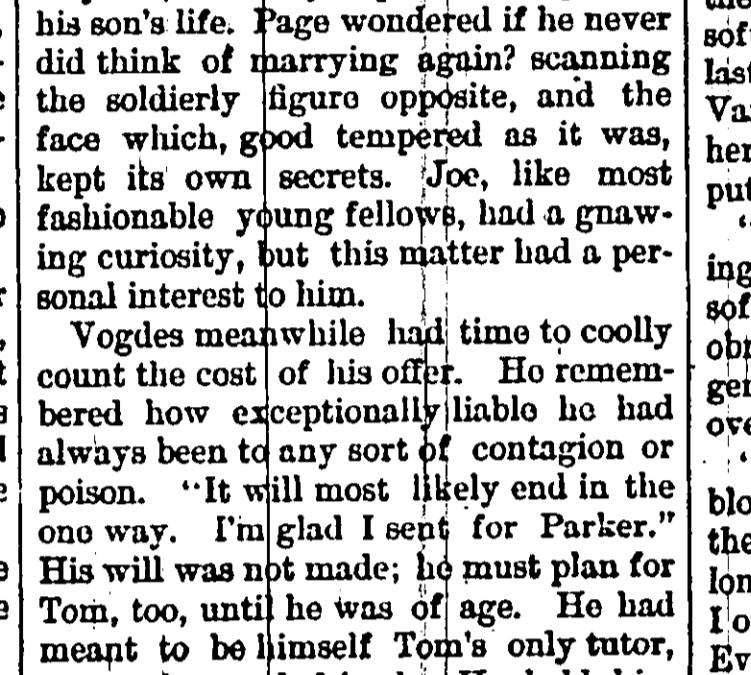 his son's life. Page wondered if he never
did think of marrying again? scanning
the soldierly figure opposite, and the
face which, good tempered as it was,
kept its own secrets. Joe, like most
fashionable young fellows, had a gnaw-
ing curiosity, but this matter had a per-
sonal interest to him.
Vogdes meanwhile had time to coolly
count the cost of his offer. He remem-
bered how exceptionally liable he had
always been to any sort of contagion or
poison. "It will most likely end in the
one way. I'm glad I sent for Parker."
His will was not made; he must plan for
Tom, too, until he was of age. He had
meant to be himself Tom's only tutor,